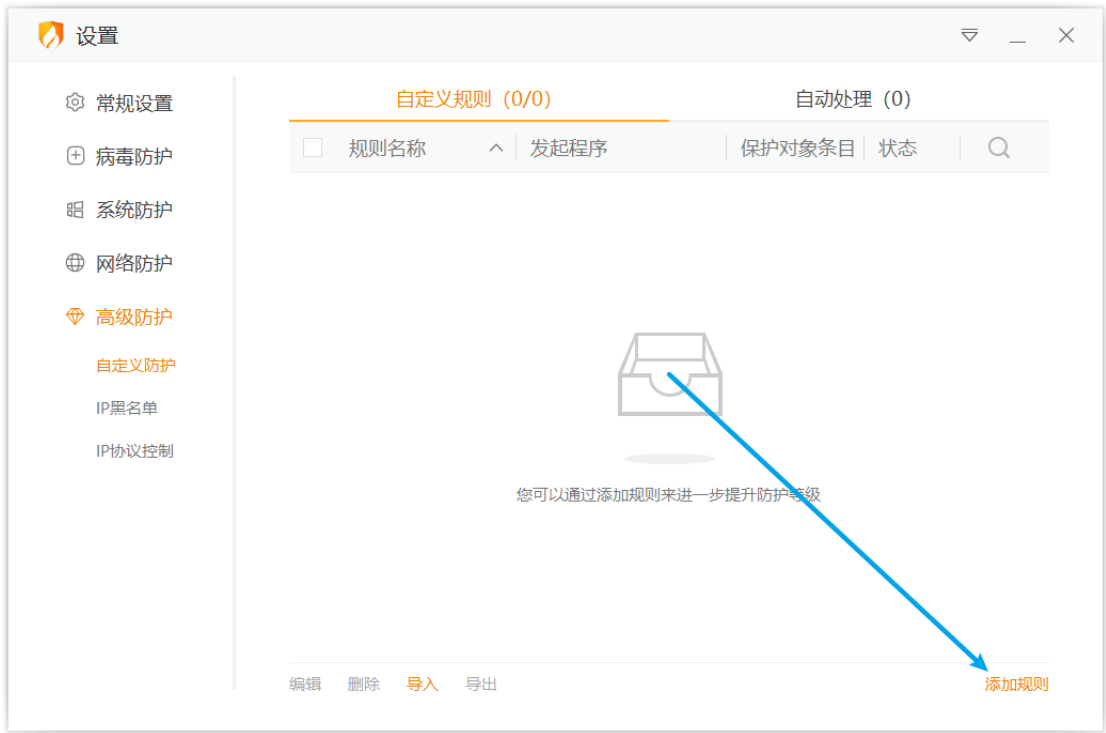 设置
常规设置
病毒防护
系统防护
网络防护
高级防护
自定义防护
IP黑名单
IP协议控制
自定义规则（0/0） 自动处理（0）
规则名称 发起程序 保护对象条目 状态
您可以通过添加规则来进一步提升防护等级
编辑 删除 导入 导出 添加规则